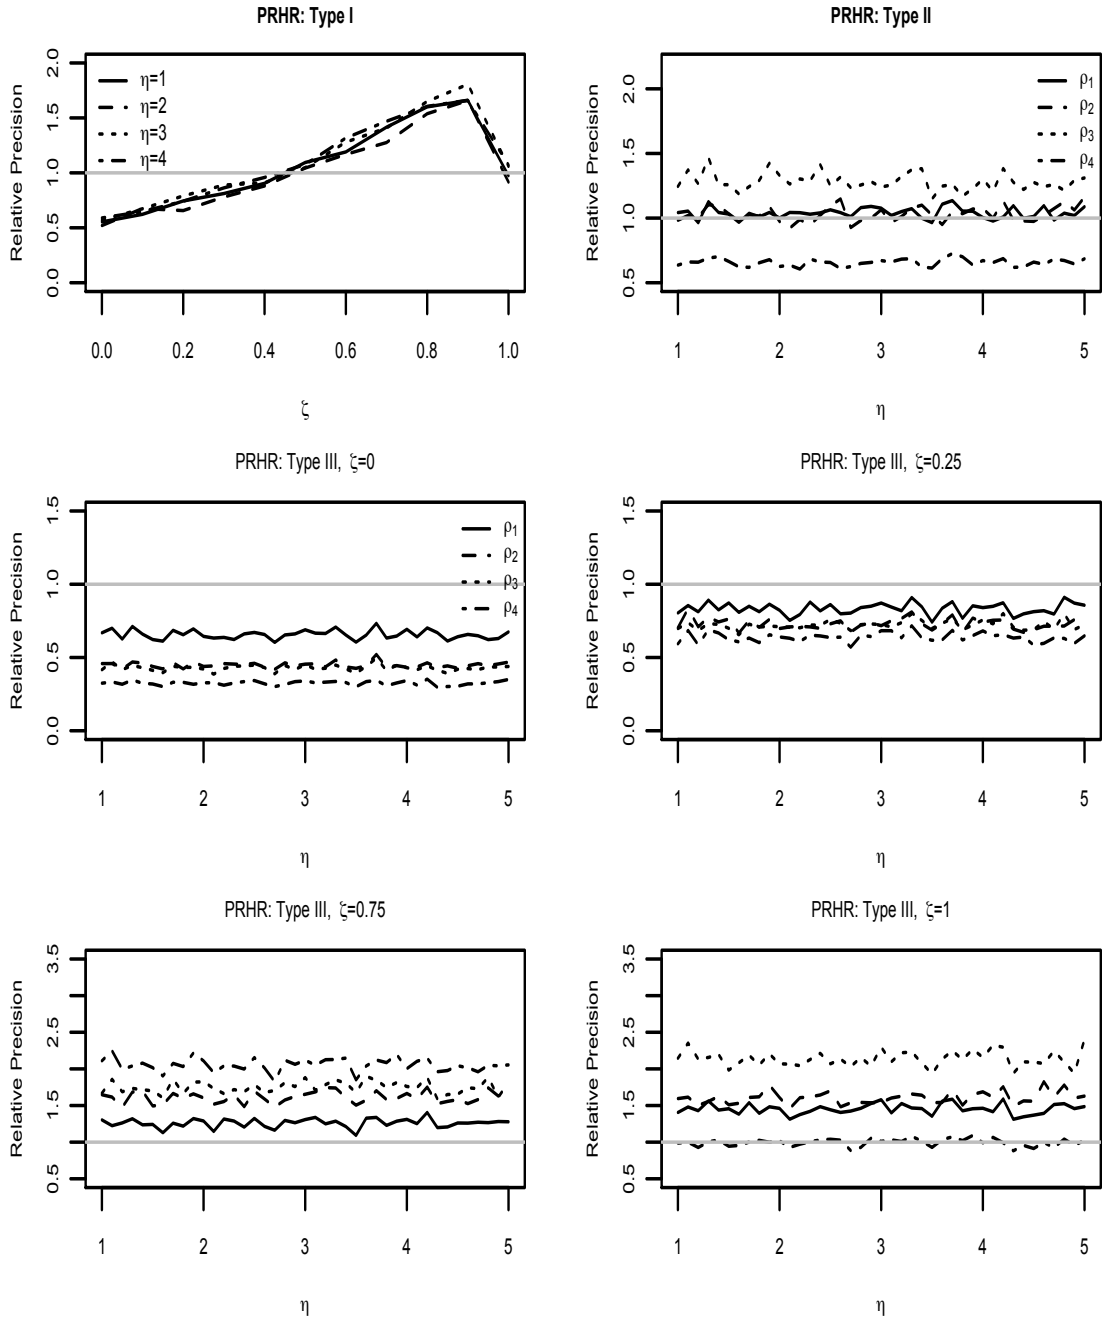 PRHR: Type I
Relative Precision
2.0
1.5
1.0
0.5
0.0
η=1
η=2
η=3
η=4
0.0 0.2 0.4 0.6 0.8 1.0
ζ
PRHR: Type II
Relative Precision
2.0
1.5
1.0
0.5
ρ1
ρ2
ρ3
ρ4
1 2 3 4 5
η
PRHR: Type III, ζ=0
Relative Precision
1.5
1.0
0.5
0.0
ρ1
ρ2
ρ3
ρ4
1 2 3 4 5
η
PRHR: Type III, ζ=0.25
Relative Precision
1.5
1.0
0.5
0.0
1 2 3 4 5
η
PRHR: Type III, ζ=0.75
Relative Precision
3.5
2.5
1.5
0.5
1 2 3 4 5
η
PRHR: Type III, ζ=1
Relative Precision
3.5
2.5
1.5
0.5
1 2 3 4 5
η